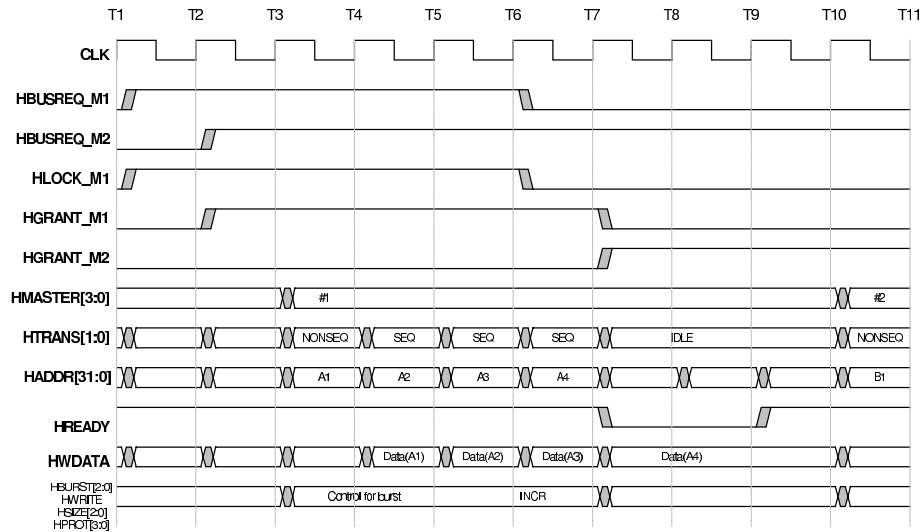 T1 T2 T3 T4 T5 T6 T7 T8 T9 T10 T11
CLK
HBUSREQ_M1
HBUSREQ_M2
HLOCK_M1
HGRANT_M1
HGRANT_M2
HMASTER[3:0] #1 #2
HTRANS[1:0] NONSEQ SEQ SEQ SEQ IDLE NONSEQ
HADDR[31:0] A1 A2 A3 A4 B1
HREADY
HWDATA Data(A1) Data(A2) Data(A3) Data(A4)
HBURST[2:0]
HWRITE Control for burst INCR
HSIZE[2:0]
HPROT[3:0]